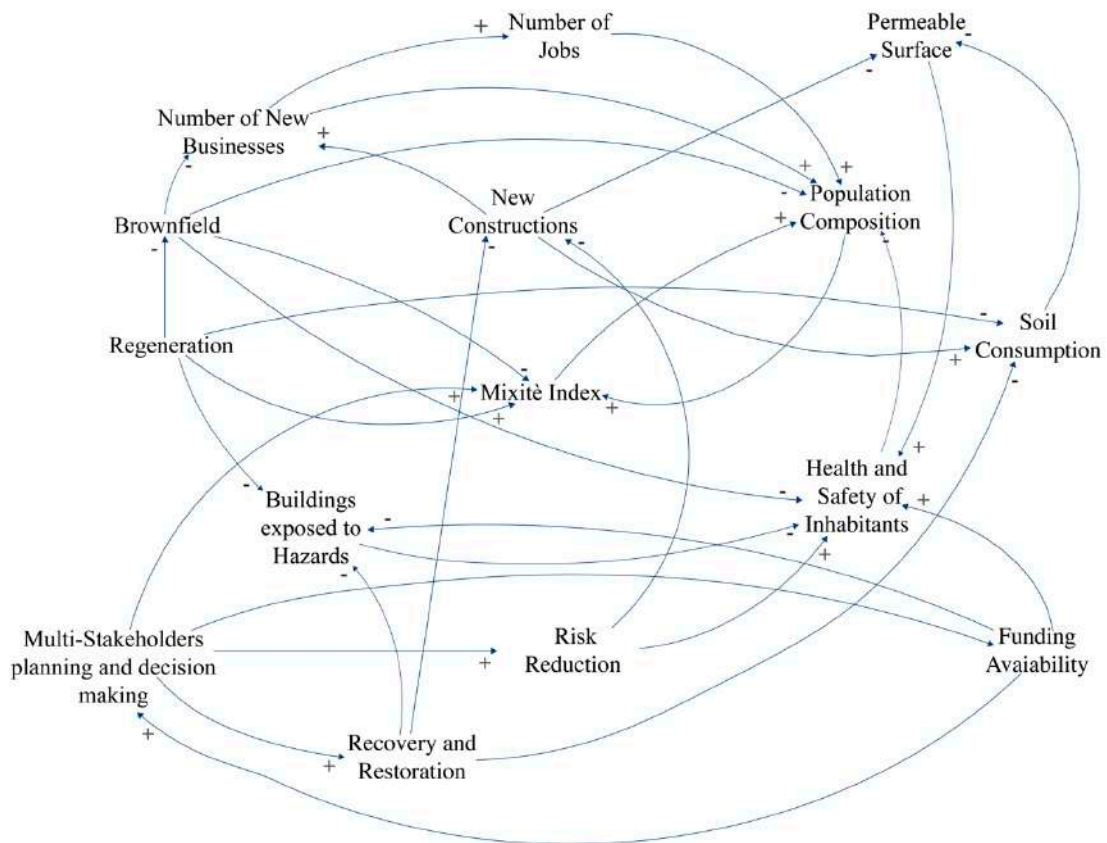 Number of
Jobs
Permeable
Surface
Number of New
Businesses
Population
Composition
New
Constructions
Brownfield
Regeneration
Soil
Consumption
Mixitè Index
Health and
Safety of
Inhabitants
Buildings
exposed to
Hazards
Multi-Stakeholders
planning and decision
making
Risk
Reduction
Funding
Avaiability
Recovery and
Restoration